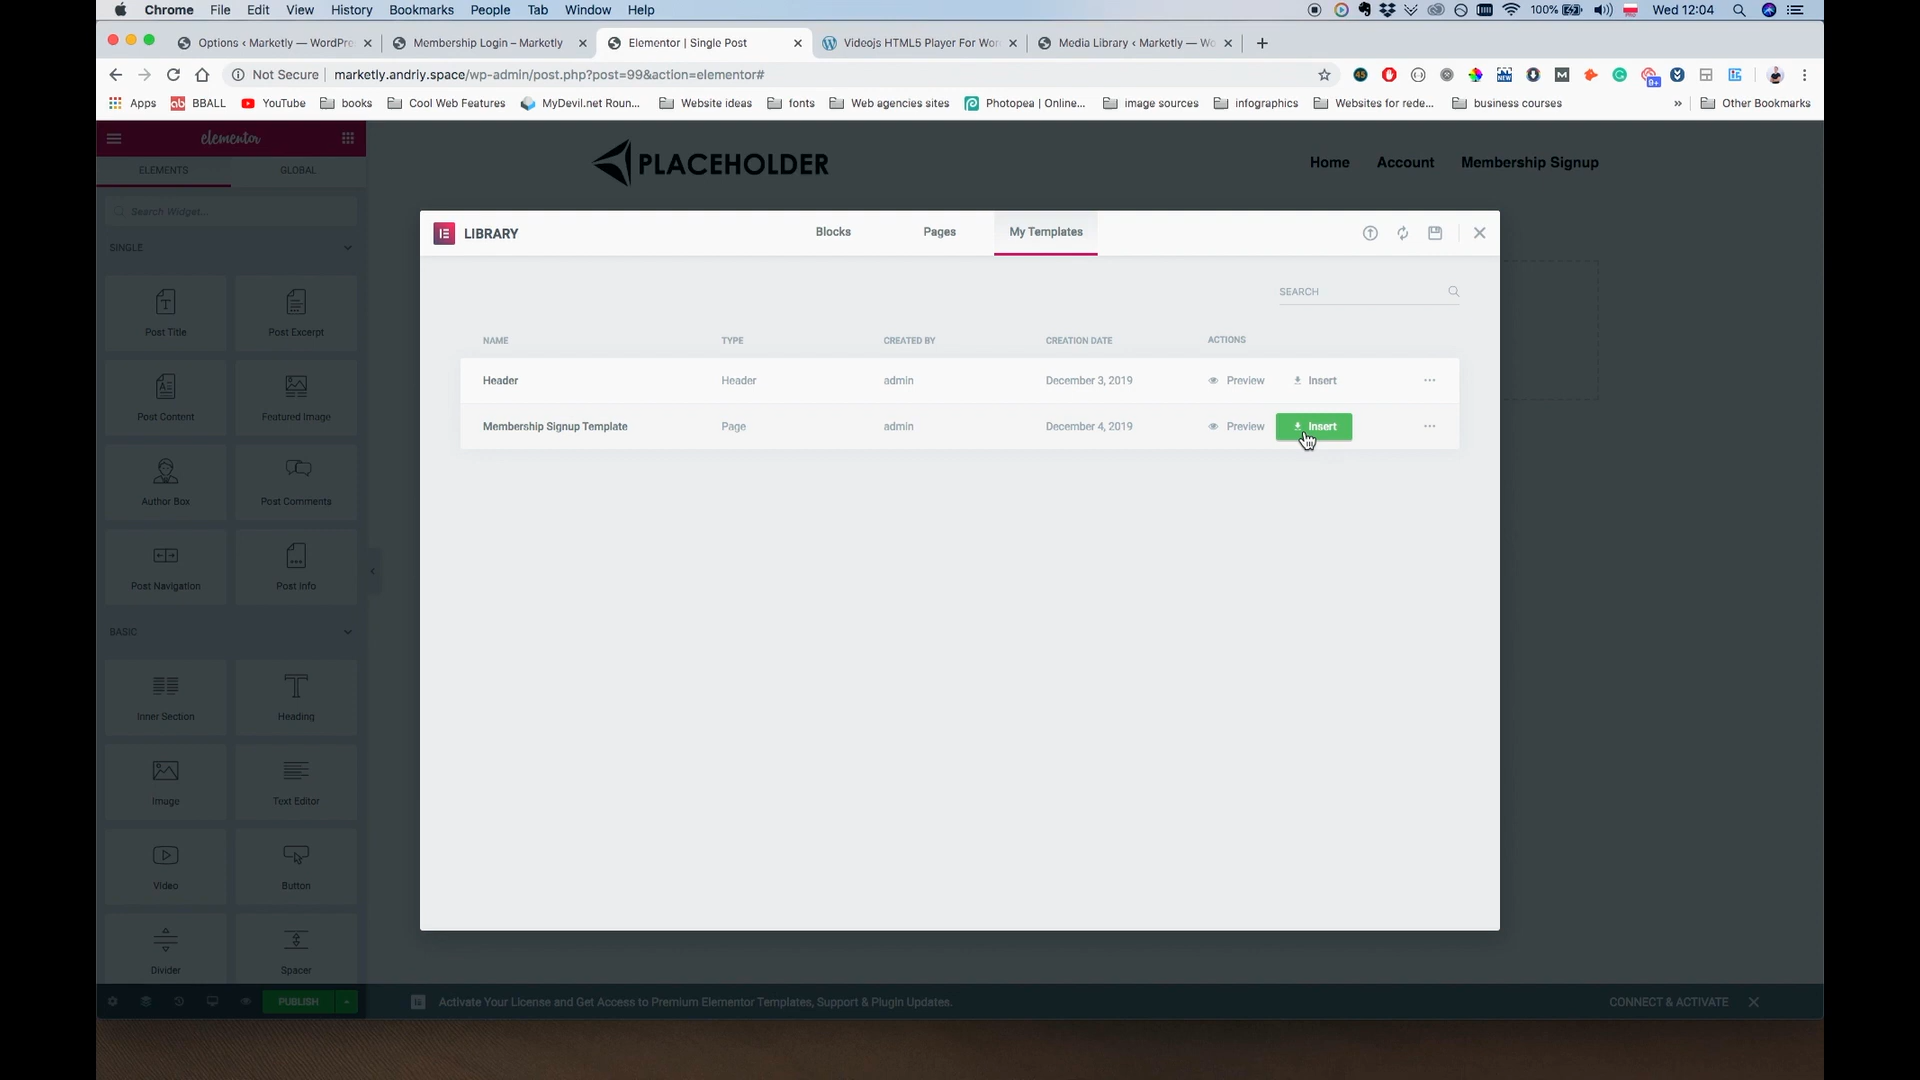 Chrome File Edit View History Bookmarks People Tab Window Help
100% Wed 12:04
Options ‹ Marketly — WordPre
Membership Login – Marketly
Elementor | Single Post
Videojs HTML5 Player For Wor
Media Library ‹ Marketly — Wo
Not Secure | marketly.andriy.space/wp-admin/post.php?post=99&action=elementor#
Apps BBALL YouTube books Cool Web Features MyDevil.net Roun... Website ideas fonts Web agencies sites Photopea | Online... image sources infographics Websites for rede... business courses » Other Bookmarks
elementor
ELEMENTS GLOBAL
Search Widget...
SINGLE
Post Title Post Excerpt
Post Content Featured Image
Author Box Post Comments
Post Navigation Post Info
BASIC
Inner Section Heading
Image Text Editor
Video Button
Divider Spacer
PUBLISH
PLACEHOLDER
Home Account Membership Signup
LIBRARY Blocks Pages My Templates
SEARCH
NAME TYPE CREATED BY CREATION DATE ACTIONS
Header Header admin December 3, 2019 Preview Insert
Membership Signup Template Page admin December 4, 2019 Preview Insert
Activate Your License and Get Access to Premium Elementor Templates, Support & Plugin Updates. CONNECT & ACTIVATE